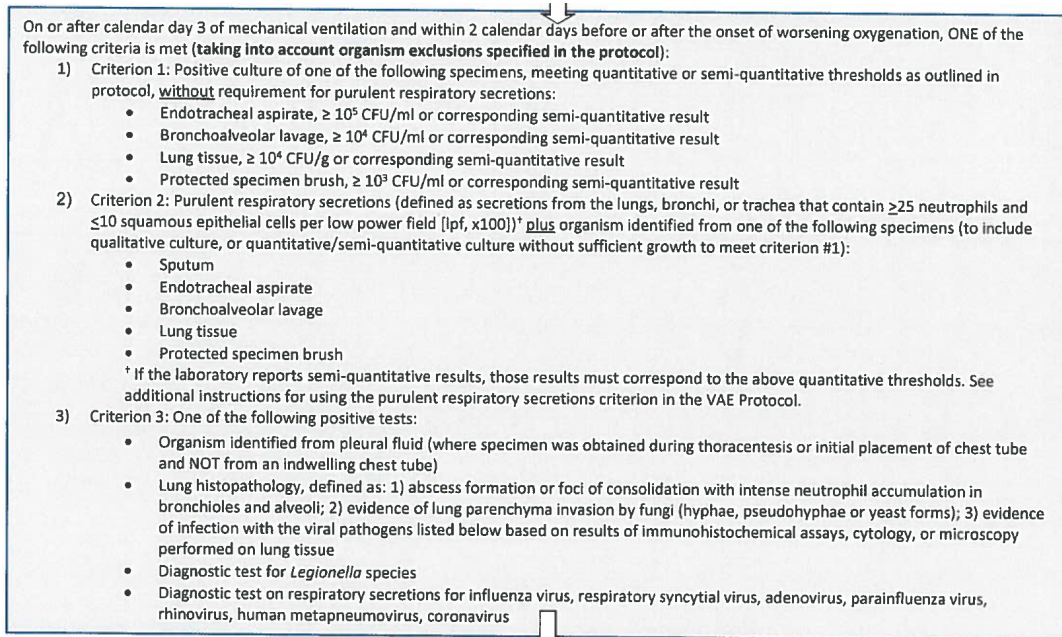 On or after calendar day 3 of mechanical ventilation and within 2 calendar days before or after the onset of worsening oxygenation, ONE of the
following criteria is met (taking into account organism exclusions specified in the protocol):
1) Criterion 1: Positive culture of one of the following specimens, meeting quantitative or semi-quantitative thresholds as outlined in
protocol, without requirement for purulent respiratory secretions:
• Endotracheal aspirate, ≥ 10⁵ CFU/ml or corresponding semi-quantitative result
• Bronchoalveolar lavage, ≥ 10⁴ CFU/ml or corresponding semi-quantitative result
• Lung tissue, ≥ 10⁴ CFU/g or corresponding semi-quantitative result
• Protected specimen brush, ≥ 10³ CFU/ml or corresponding semi-quantitative result
2) Criterion 2: Purulent respiratory secretions (defined as secretions from the lungs, bronchi, or trachea that contain ≥25 neutrophils and
≤10 squamous epithelial cells per low power field [lpf, x100])† plus organism identified from one of the following specimens (to include
qualitative culture, or quantitative/semi-quantitative culture without sufficient growth to meet criterion #1):
• Sputum
• Endotracheal aspirate
• Bronchoalveolar lavage
• Lung tissue
• Protected specimen brush
† If the laboratory reports semi-quantitative results, those results must correspond to the above quantitative thresholds. See
additional instructions for using the purulent respiratory secretions criterion in the VAE Protocol.
3) Criterion 3: One of the following positive tests:
• Organism identified from pleural fluid (where specimen was obtained during thoracentesis or initial placement of chest tube
and NOT from an indwelling chest tube)
• Lung histopathology, defined as: 1) abscess formation or foci of consolidation with intense neutrophil accumulation in
bronchioles and alveoli; 2) evidence of lung parenchyma invasion by fungi (hyphae, pseudohyphae or yeast forms); 3) evidence
of infection with the viral pathogens listed below based on results of immunohistochemical assays, cytology, or microscopy
performed on lung tissue
• Diagnostic test for Legionella species
• Diagnostic test on respiratory secretions for influenza virus, respiratory syncytial virus, adenovirus, parainfluenza virus,
rhinovirus, human metapneumovirus, coronavirus